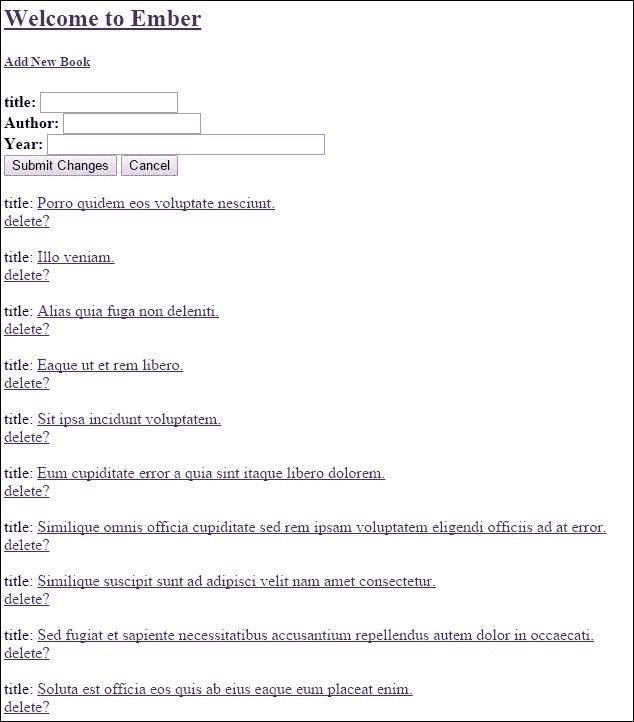 Welcome to Ember
Add New Book
title:
Author:
Year:
Submit Changes Cancel
title: Porro quidem eos voluptate nesciunt.
delete?
title: Illo veniam.
delete?
title: Alias quia fuga non deleniti.
delete?
title: Eaque ut et rem libero.
delete?
title: Sit ipsa incidunt voluptatem.
delete?
title: Eum cupiditate error a quia sint itaque libero dolorem.
delete?
title: Similique omnis officia cupiditate sed rem ipsam voluptatem eligendi officiis ad at error.
delete?
title: Similique suscipit sunt ad adipisci velit nam amet consectetur.
delete?
title: Sed fugiat et sapiente necessitatibus accusantium repellendus autem dolor in occaecati.
delete?
title: Soluta est officia eos quis ab eius eaque eum placeat enim.
delete?